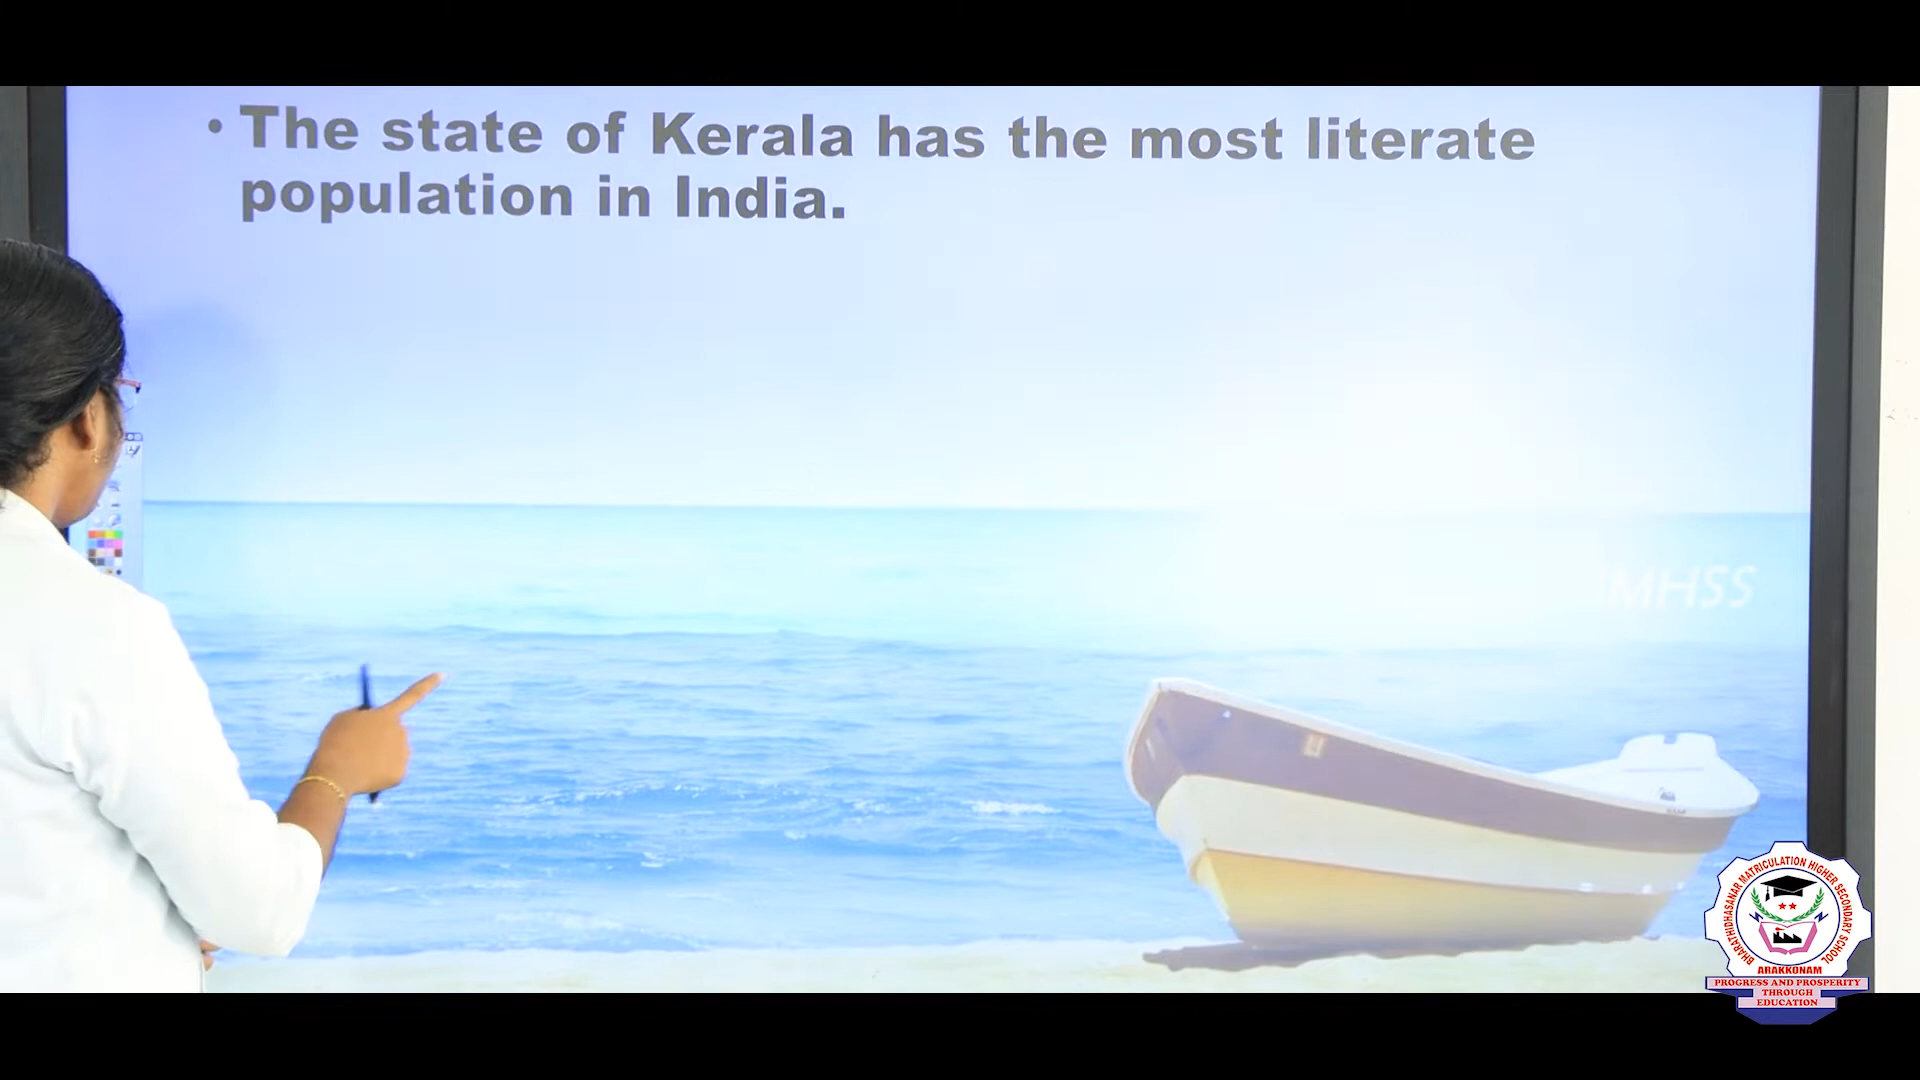 • The state of Kerala has the most literate
population in India.
MHSS
BHARATHIDHASANAR MATRICULATION HIGHER SECONDARY SCHOOL
ARAKKONAM
PROGRESS AND PROSPERITY
THROUGH
EDUCATION